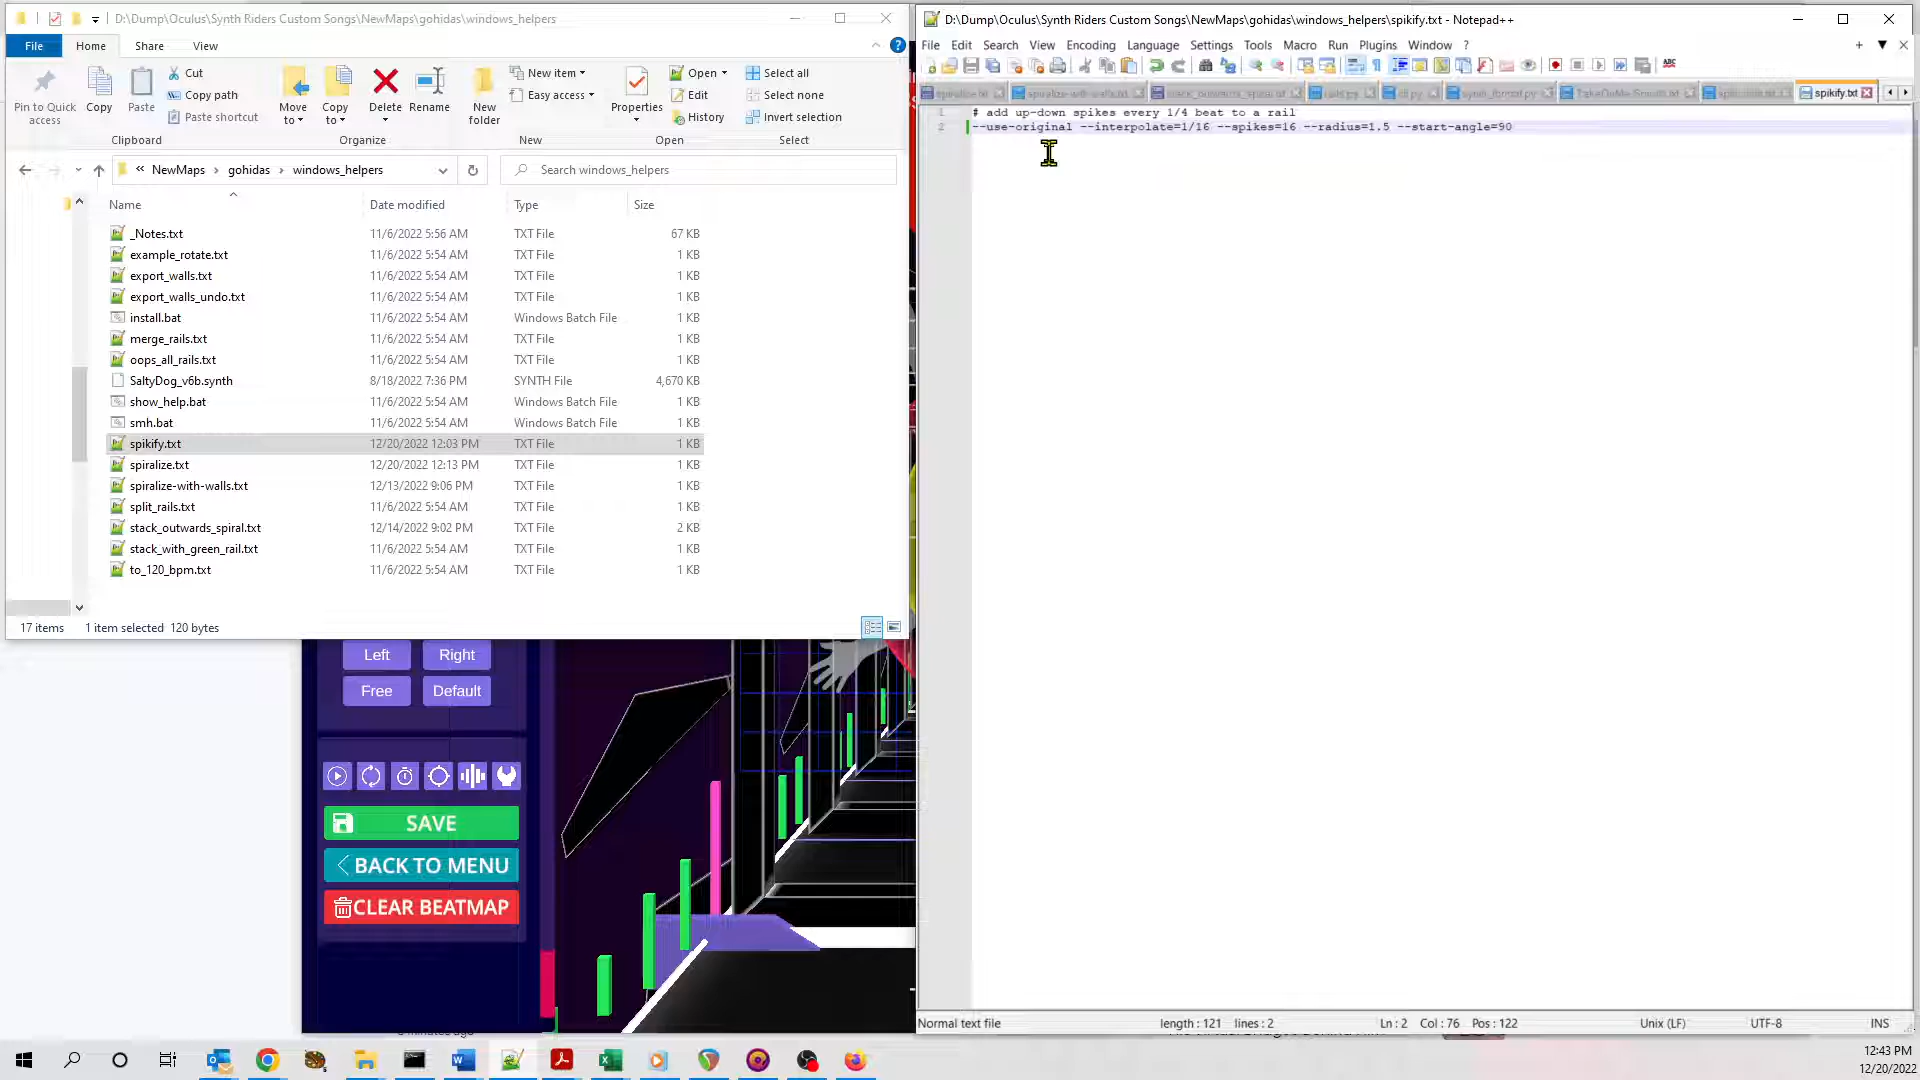 D:\Dump\Oculus\Synth Riders Custom Songs\NewMaps\gohidas\windows_helpers
File Home Share View
Pin to Quick access
Copy
Paste
Cut
Copy path
Paste shortcut
Move to
Copy to
Delete
Rename
New folder
New item
Easy access
Properties
Open
Edit
History
Select all
Select none
Invert selection
Clipboard Organize New Open Select
« NewMaps › gohidas › windows_helpers
Search windows_helpers
Name Date modified Type Size
_Notes.txt 11/6/2022 5:56 AM TXT File 67 KB
example_rotate.txt 11/6/2022 5:54 AM TXT File 1 KB
export_walls.txt 11/6/2022 5:54 AM TXT File 1 KB
export_walls_undo.txt 11/6/2022 5:54 AM TXT File 1 KB
install.bat 11/6/2022 5:54 AM Windows Batch File 1 KB
merge_rails.txt 11/6/2022 5:54 AM TXT File 1 KB
oops_all_rails.txt 11/6/2022 5:54 AM TXT File 1 KB
SaltyDog_v6b.synth 8/18/2022 7:36 PM SYNTH File 4,670 KB
show_help.bat 11/6/2022 5:54 AM Windows Batch File 1 KB
smh.bat 11/6/2022 5:54 AM Windows Batch File 1 KB
spikify.txt 12/20/2022 12:03 PM TXT File 1 KB
spiralize.txt 12/20/2022 12:13 PM TXT File 1 KB
spiralize-with-walls.txt 12/13/2022 9:06 PM TXT File 1 KB
split_rails.txt 11/6/2022 5:54 AM TXT File 1 KB
stack_outwards_spiral.txt 12/14/2022 9:02 PM TXT File 2 KB
stack_with_green_rail.txt 11/6/2022 5:54 AM TXT File 1 KB
to_120_bpm.txt 11/6/2022 5:54 AM TXT File 1 KB
17 items 1 item selected 120 bytes
Left Right
Free Default
SAVE
BACK TO MENU
CLEAR BEATMAP
D:\Dump\Oculus\Synth Riders Custom Songs\NewMaps\gohidas\windows_helpers\spikify.txt - Notepad++
File Edit Search View Encoding Language Settings Tools Macro Run Plugins Window ?
spiralize.txt spiralize-with-walls.txt stack_outwards_spiral.txt rails.py cli.py synth_format.py spikify.txt
1 # add up-down spikes every 1/4 beat to a rail
2 --use-original --interpolate=1/16 --spikes=16 --radius=1.5 --start-angle=90
Normal text file length : 121 lines : 2 Ln : 2 Col : 76 Pos : 122 Unix (LF) UTF-8 INS
12:43 PM
12/20/2022